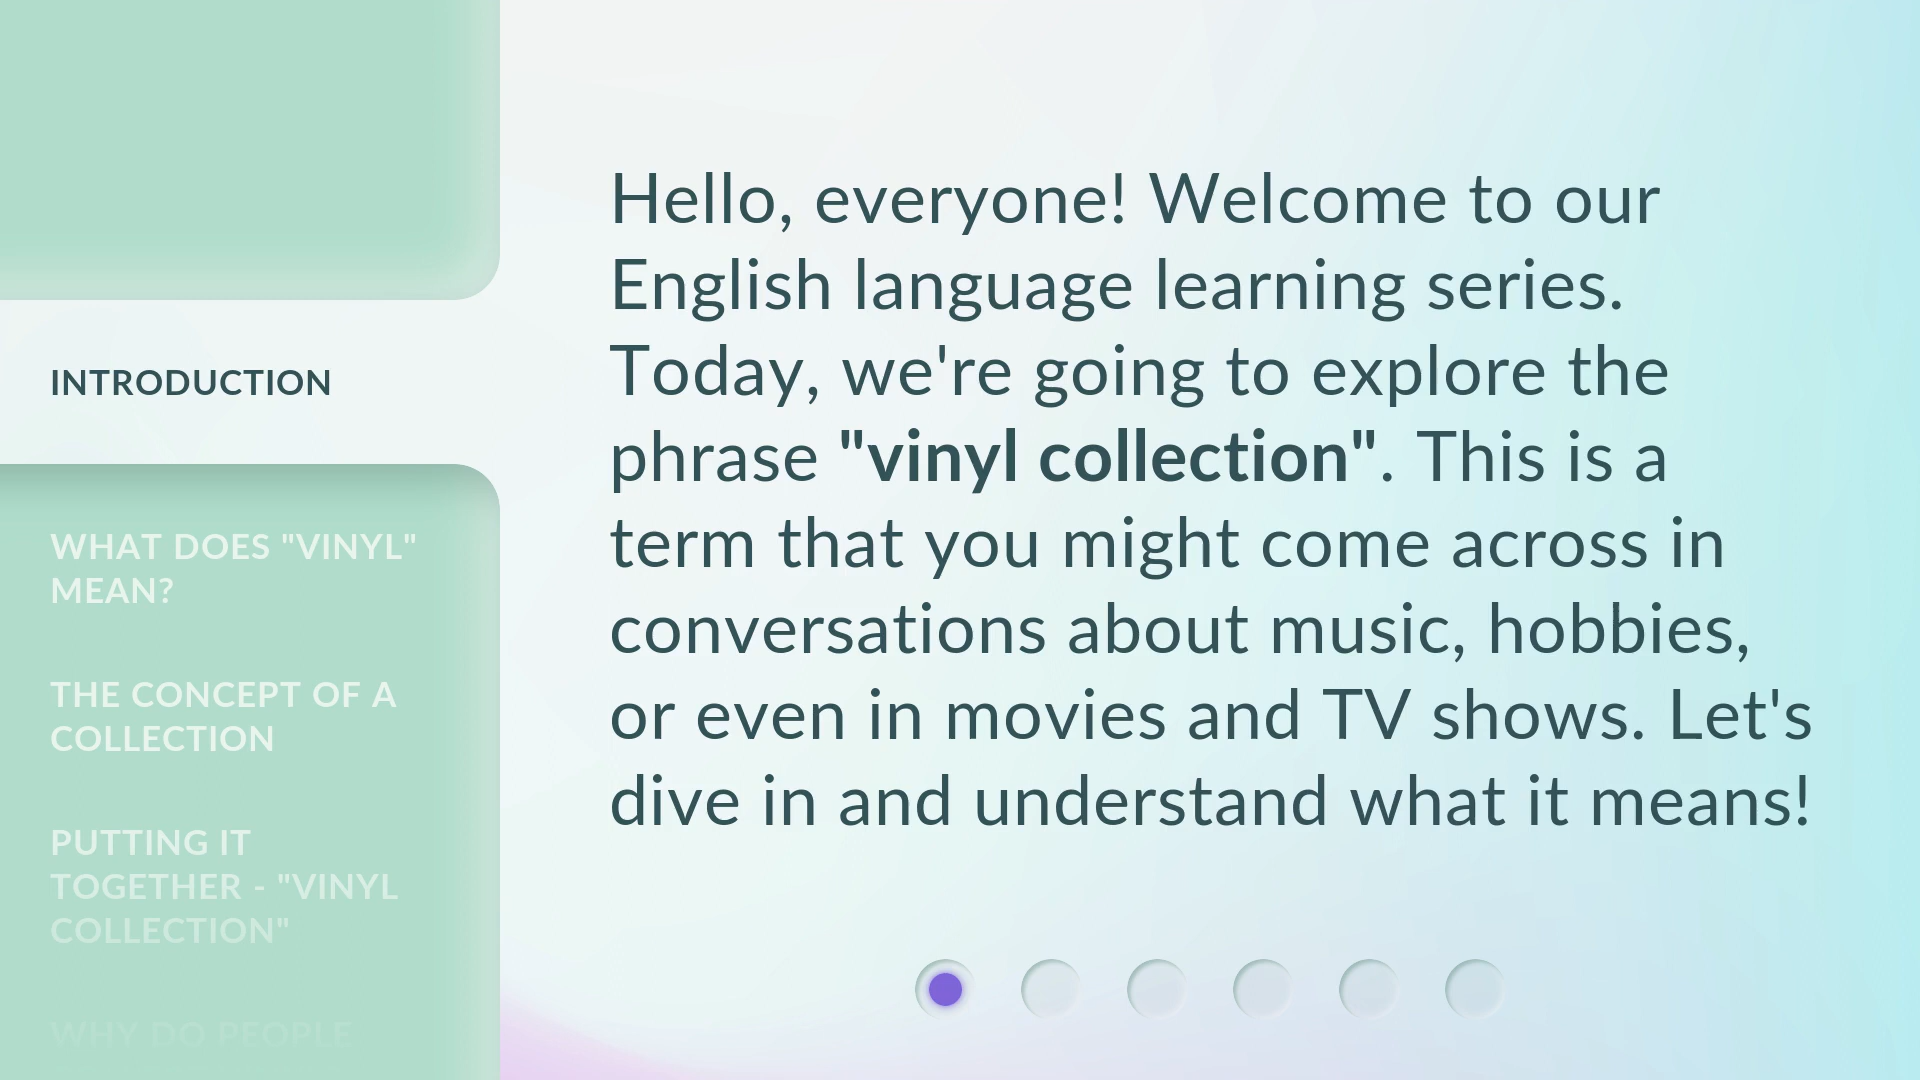 INTRODUCTION
WHAT DOES "VINYL"
MEAN?
THE CONCEPT OF A
COLLECTION
PUTTING IT
TOGETHER - "VINYL
COLLECTION"
WHY DO PEOPLE
Hello, everyone! Welcome to our
English language learning series.
Today, we're going to explore the
phrase "vinyl collection". This is a
term that you might come across in
conversations about music, hobbies,
or even in movies and TV shows. Let's
dive in and understand what it means!